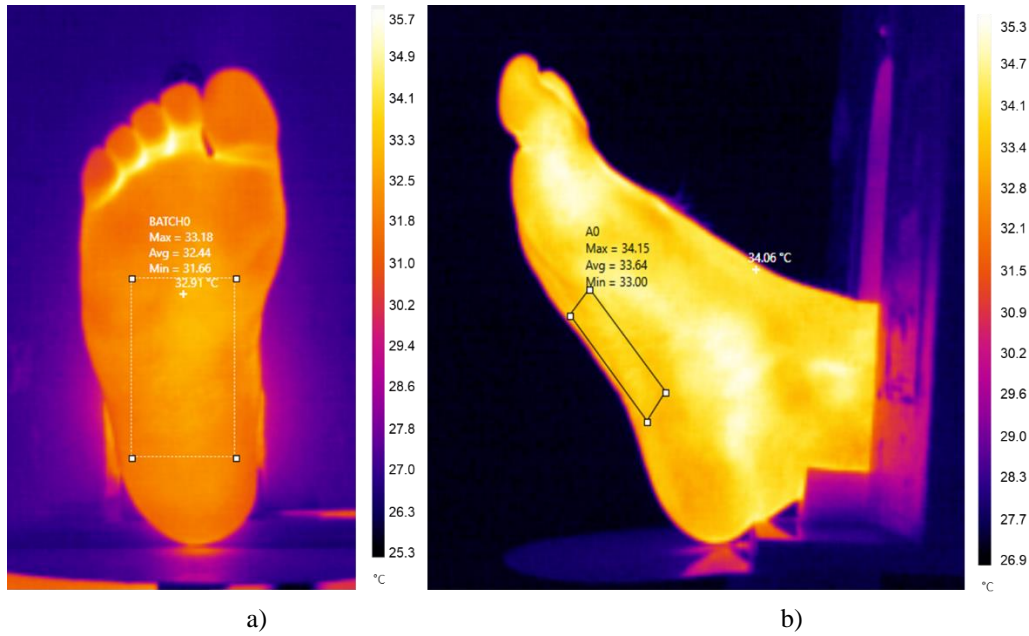 35.7
34.9
34.1
33.3
32.5
31.8
31.0
30.2
29.4
28.6
27.8
27.0
26.3
25.3
°C
BATCH0
Max = 33.18
Avg = 32.44
Min = 31.66
32.91 °C
a)
35.3
34.7
34.1
33.4
32.8
32.1
31.5
30.9
30.2
29.6
29.0
28.3
27.7
26.9
°C
A0
Max = 34.15
Avg = 33.64
Min = 33.00
34.06 °C
b)